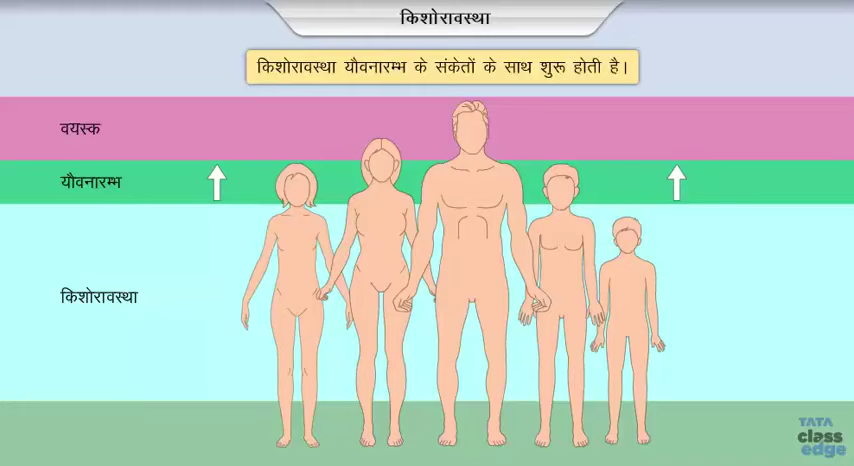 किशोरावस्था
किशोरावस्था यौवनारम्भ के संकेतों के साथ शुरू होती है।
वयस्क
यौवनारम्भ
किशोरावस्था
TATA
class
edge